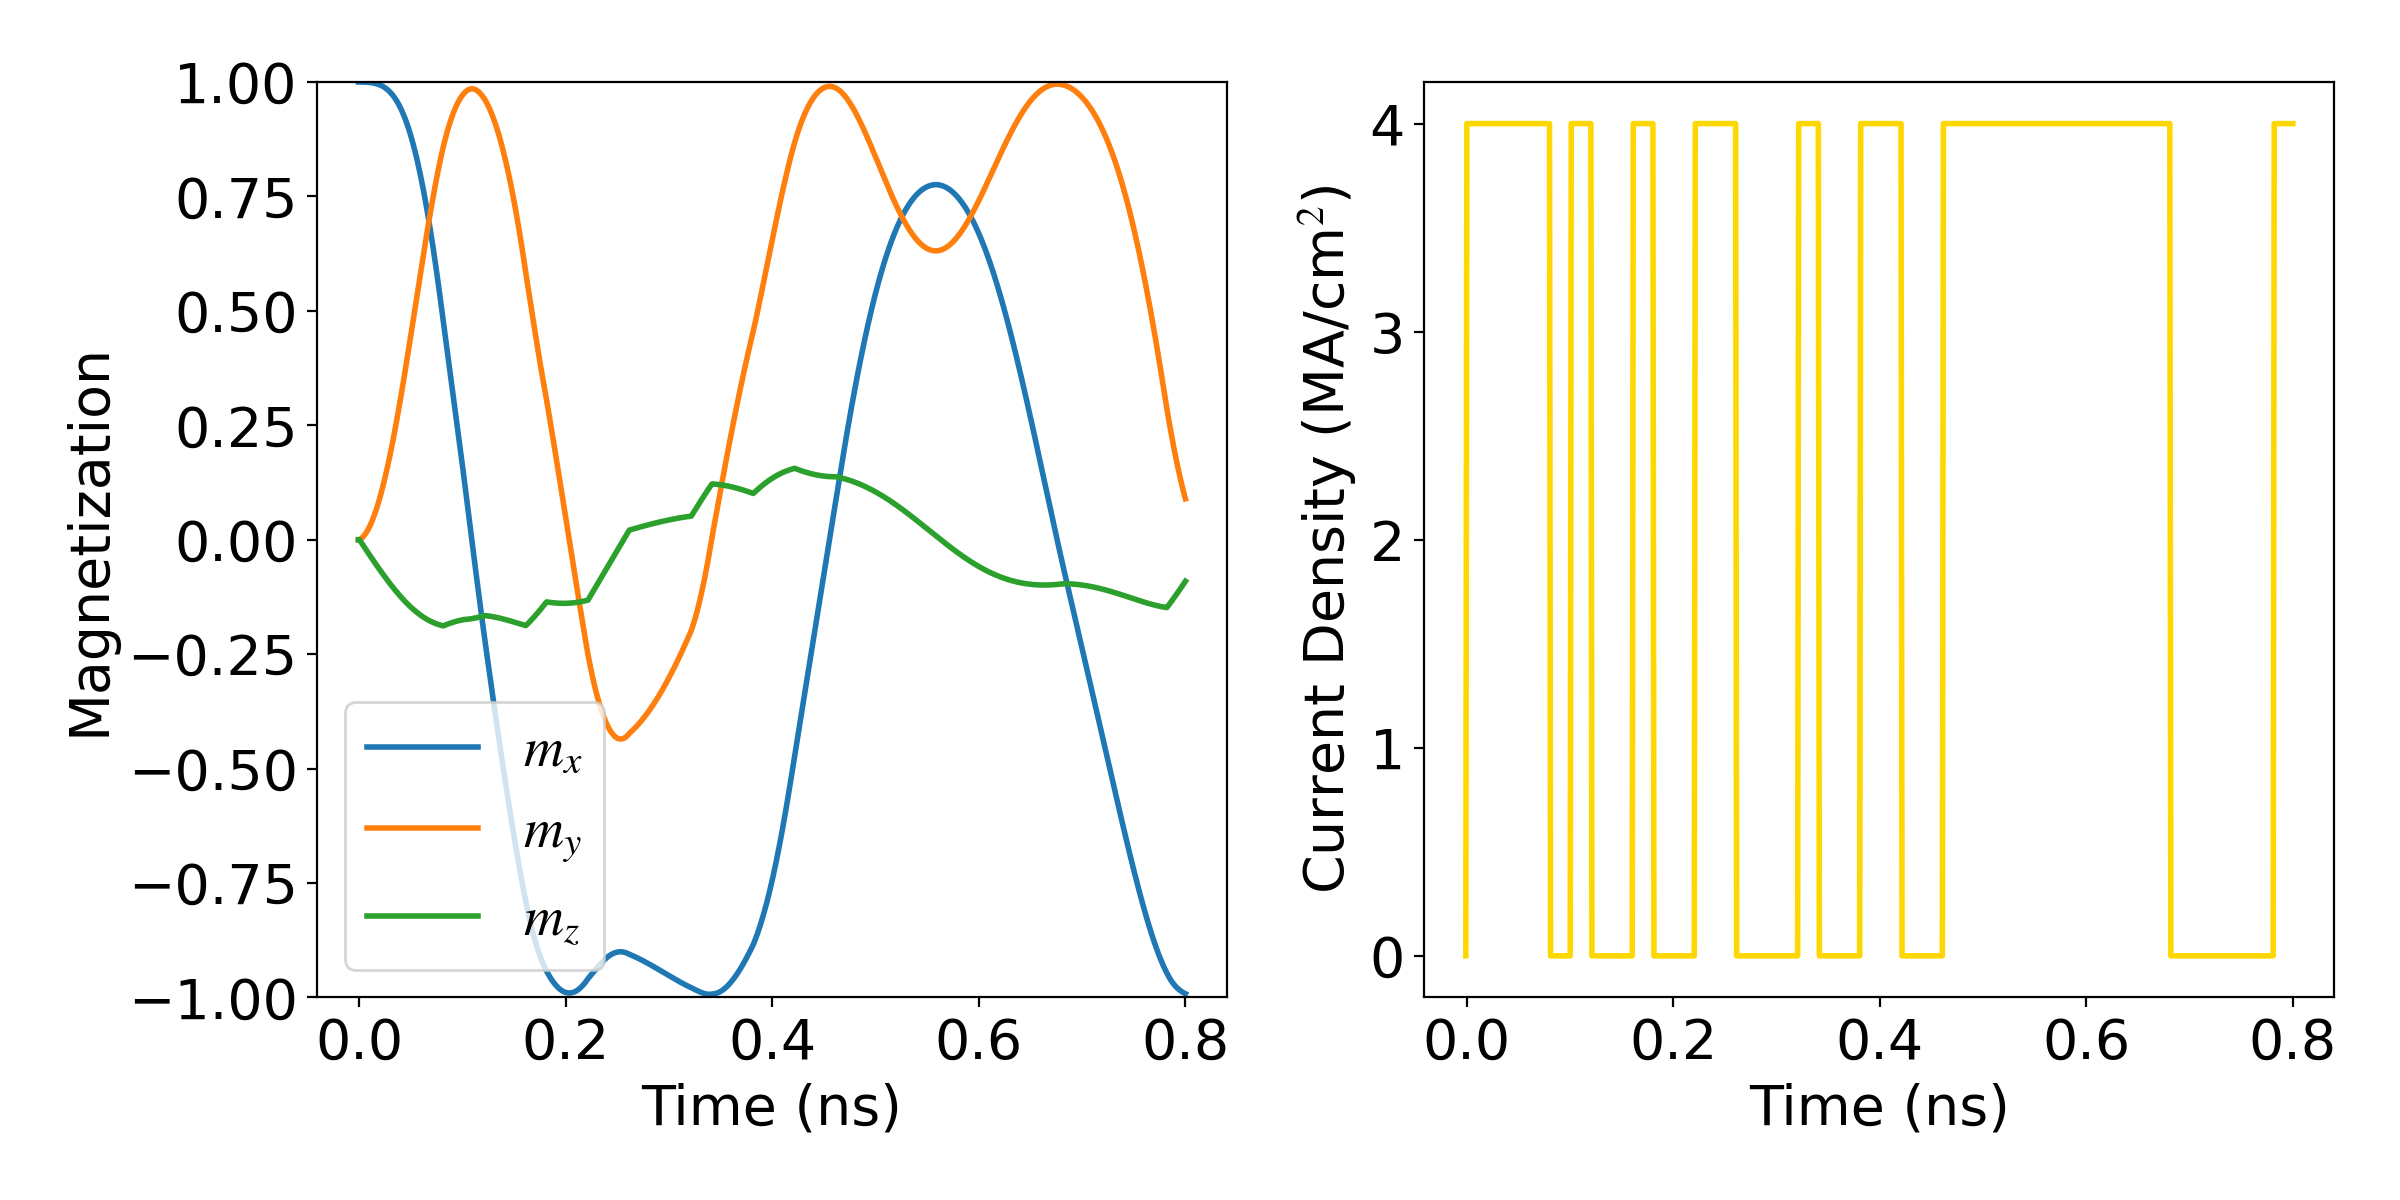 1.00
0.75
0.50
0.25
0.00
−0.25
−0.50
−0.75
−1.00
Magnetization
m_x
m_y
m_z
0.0 0.2 0.4 0.6 0.8
Time (ns)
4
3
2
1
0
Current Density (MA/cm²)
0.0 0.2 0.4 0.6 0.8
Time (ns)